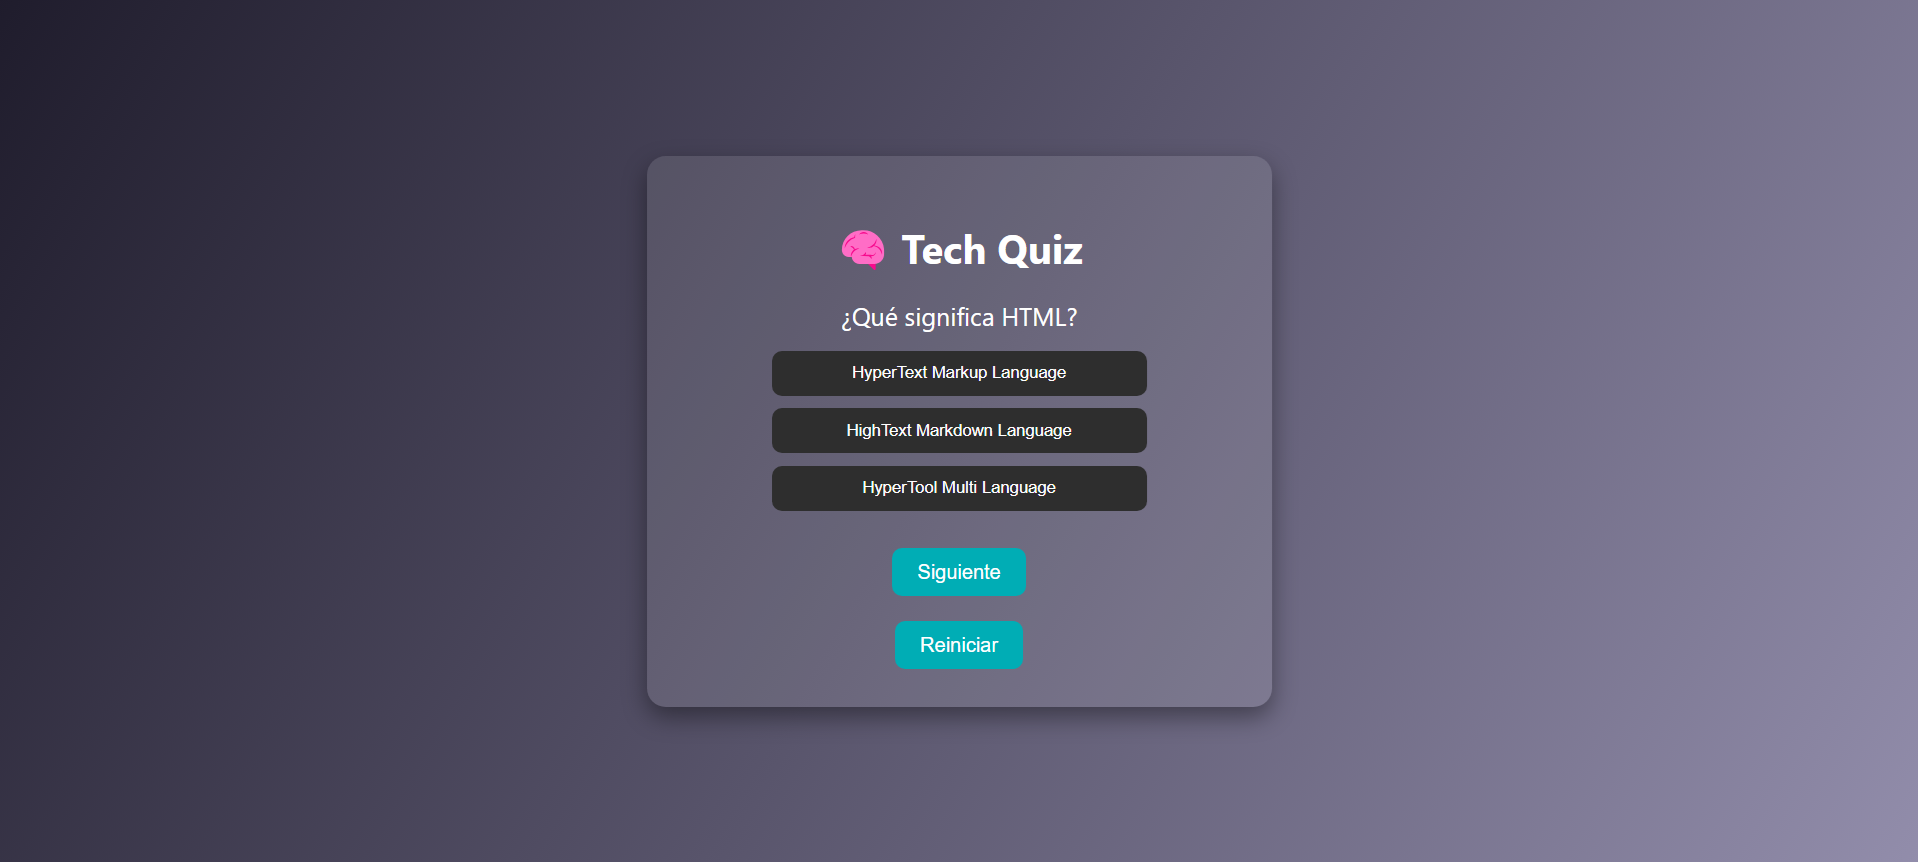 Tech Quiz
¿Qué significa HTML?
HyperText Markup Language
HighText Markdown Language
HyperTool Multi Language
Siguiente
Reiniciar